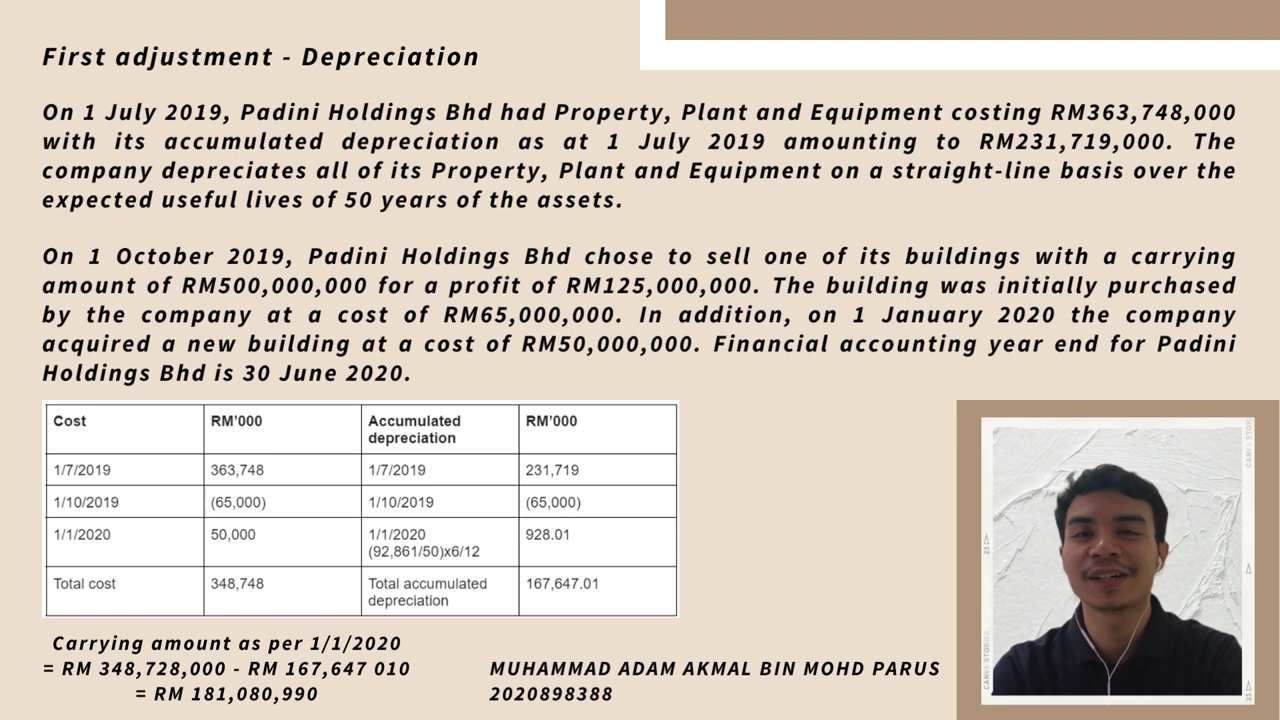 First adjustment - Depreciation
On 1 July 2019, Padini Holdings Bhd had Property, Plant and Equipment costing RM363,748,000
with its accumulated depreciation as at 1 July 2019 amounting to RM231,719,000. The
company depreciates all of its Property, Plant and Equipment on a straight-line basis over the
expected useful lives of 50 years of the assets.
On 1 October 2019, Padini Holdings Bhd chose to sell one of its buildings with a carrying
amount of RM500,000,000 for a profit of RM125,000,000. The building was initially purchased
by the company at a cost of RM65,000,000. In addition, on 1 January 2020 the company
acquired a new building at a cost of RM50,000,000. Financial accounting year end for Padini
Holdings Bhd is 30 June 2020.
Cost RM'000 Accumulated depreciation RM'000
1/7/2019 363,748 1/7/2019 231,719
1/10/2019 (65,000) 1/10/2019 (65,000)
1/1/2020 50,000 1/1/2020 (92,861/50)x6/12 928.01
Total cost 348,748 Total accumulated depreciation 167,647.01
Carrying amount as per 1/1/2020
= RM 348,728,000 - RM 167,647 010
= RM 181,080,990
MUHAMMAD ADAM AKMAL BIN MOHD PARUS
2020898388
CANVA STORIES
23
CANVA STOR
23